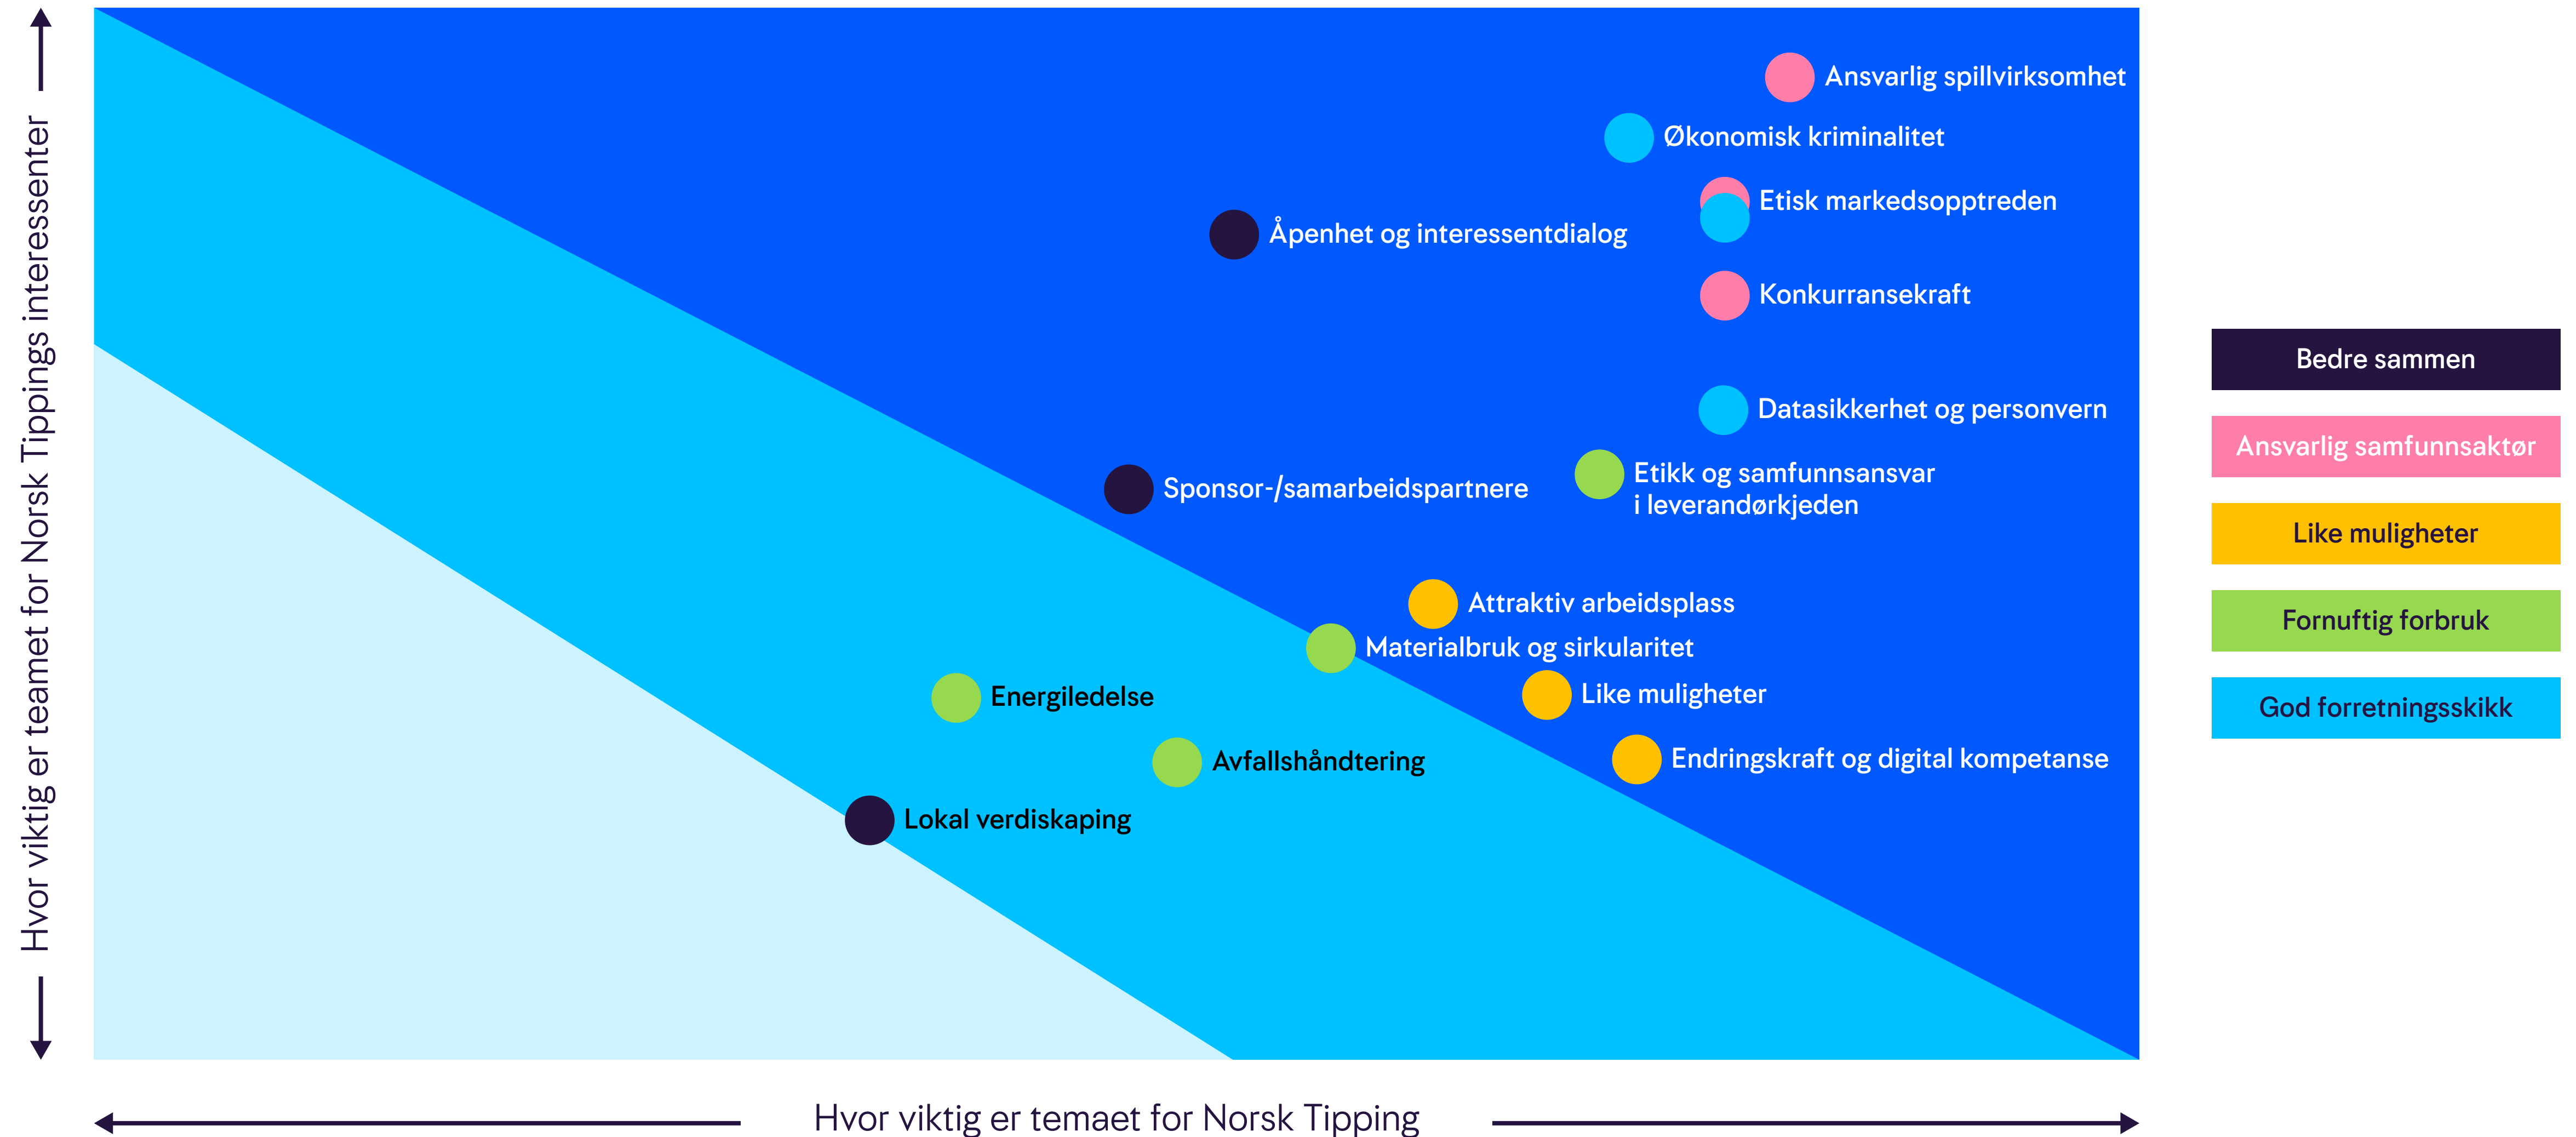 Hvor viktig er teamet for Norsk Tippings interessenter
Ansvarlig spillvirksomhet
Økonomisk kriminalitet
Etisk markedsopptreden
Åpenhet og interessentdialog
Konkurransekraft
Datasikkerhet og personvern
Sponsor-/samarbeidspartnere
Etikk og samfunnsansvar
i leverandørkjeden
Attraktiv arbeidsplass
Materialbruk og sirkularitet
Energiledelse
Like muligheter
Avfallshåndtering
Endringskraft og digital kompetanse
Lokal verdiskaping
Hvor viktig er temaet for Norsk Tipping
Bedre sammen
Ansvarlig samfunnsaktør
Like muligheter
Fornuftig forbruk
God forretningsskikk